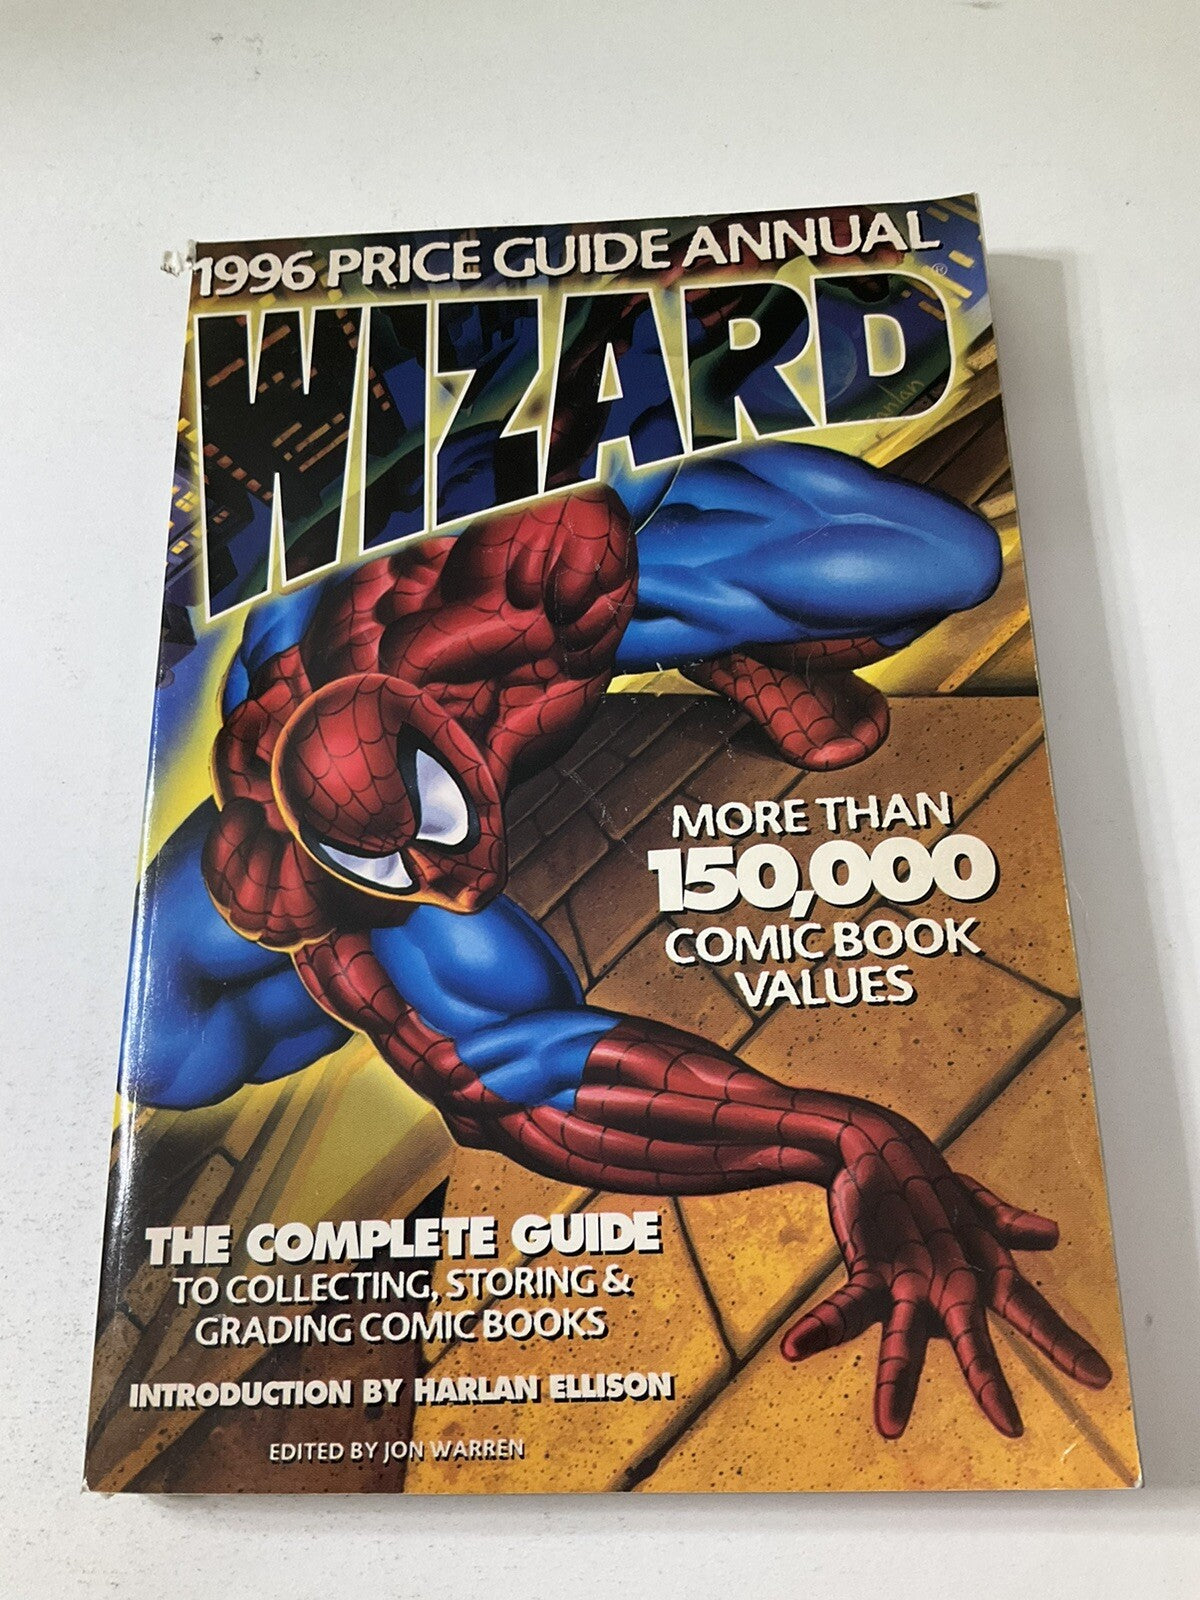 1996 PRICE GUIDE ANNUAL
WIZARD®
MORE THAN
150,000
COMIC BOOK
VALUES
THE COMPLETE GUIDE
TO COLLECTING, STORING &
GRADING COMIC BOOKS
INTRODUCTION BY HARLAN ELLISON
EDITED BY JON WARREN